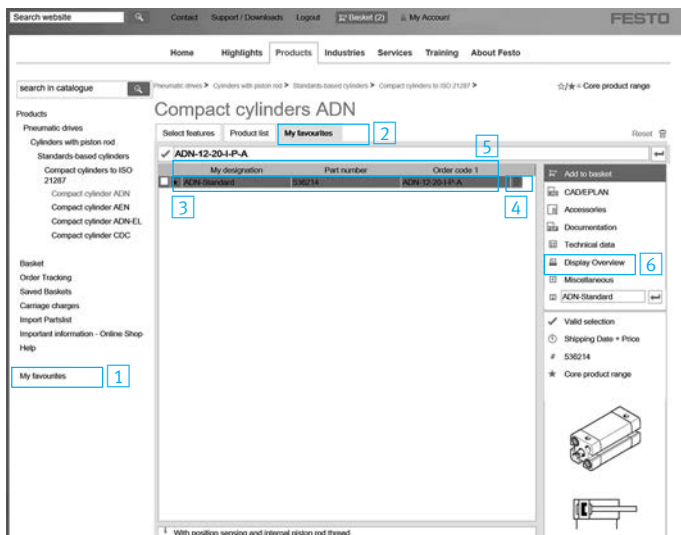 Search website
Contact Support / Downloads Logout Basket (2) My Account
FESTO
Home Highlights Products Industries Services Training About Festo
search in catalogue
Pneumatic drives > Cylinders with piston rod > Standards-based cylinders > Compact cylinders to ISO 21287 >
☆/★ = Core product range
Compact cylinders ADN
Products
Pneumatic drives
Cylinders with piston rod
Standards-based cylinders
Compact cylinders to ISO
21287
Compact cylinder ADN
Compact cylinder AEN
Compact cylinder ADN-EL
Compact cylinder CDC
Basket
Order Tracking
Saved Baskets
Carriage charges
Import Partslist
Important information - Online Shop
Help
My favourites
1
Select features Product list My favourites
2
Reset
ADN-12-20-I-P-A
5
My designation Part number Order code 1
ADN-Standard 536214 ADN-12-20-I-P-A
3
4
Add to basket
CAD/EPLAN
Accessories
Documentation
Technical data
Display Overview
6
Miscellaneous
ADN-Standard
Valid selection
Shipping Date + Price
# 536214
★ Core product range
With position sensing and internal piston rod thread